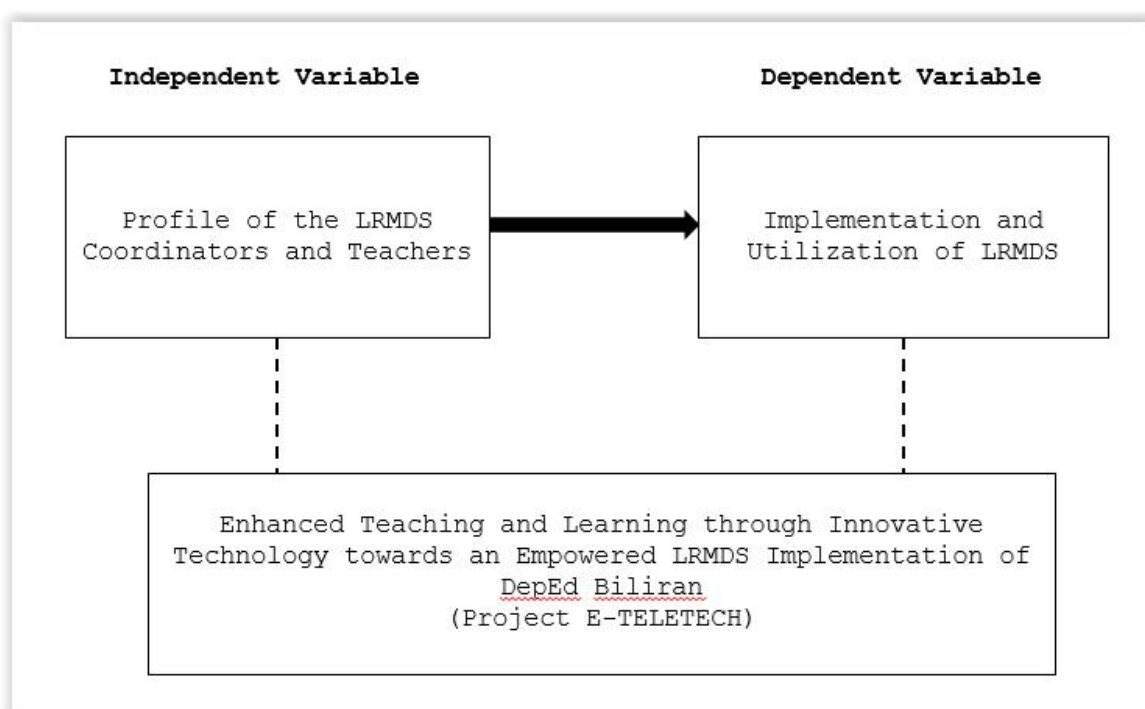 Independent Variable
Dependent Variable
Profile of the LRMDS
Coordinators and Teachers
Implementation and
Utilization of LRMDS
Enhanced Teaching and Learning through Innovative
Technology towards an Empowered LRMDS Implementation of
DepEd Biliran
(Project E-TELETECH)